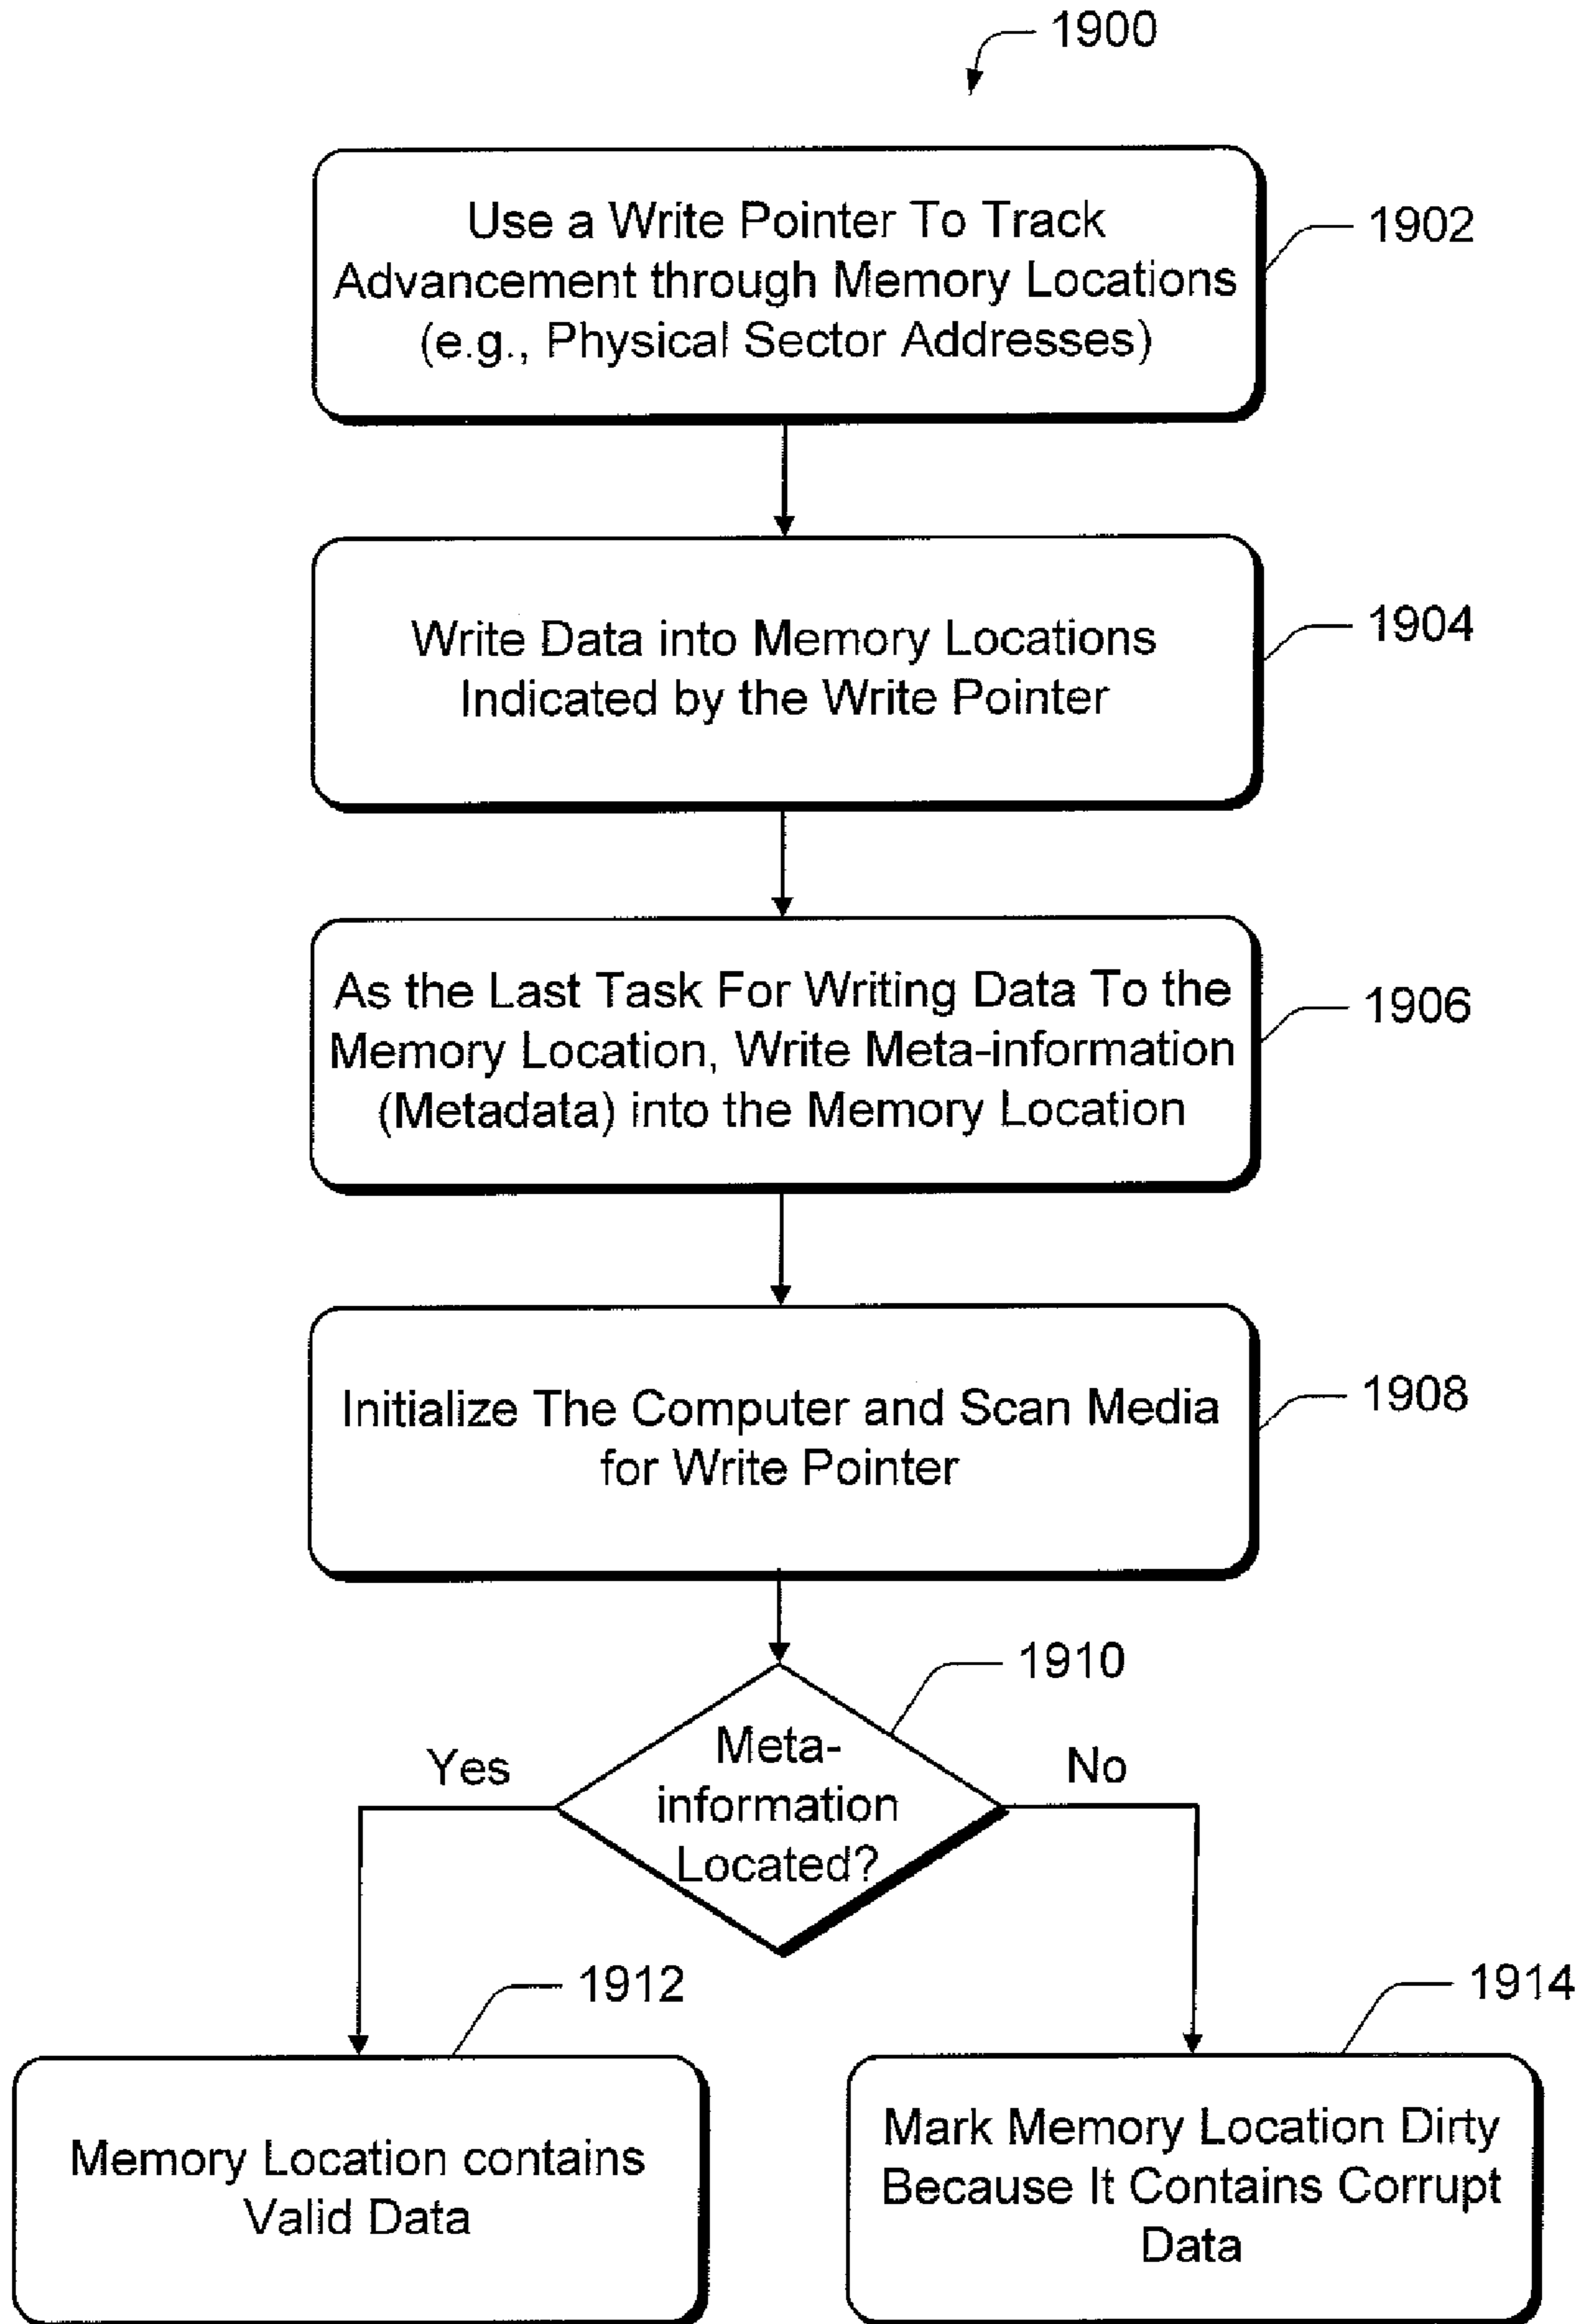 1900
Use a Write Pointer To Track
Advancement through Memory Locations
(e.g., Physical Sector Addresses)
1902
Write Data into Memory Locations
Indicated by the Write Pointer
1904
As the Last Task For Writing Data To the
Memory Location, Write Meta-information
(Metadata) into the Memory Location
1906
Initialize The Computer and Scan Media
for Write Pointer
1908
1910
Meta-
information
Located?
Yes
No
1912
Memory Location contains
Valid Data
1914
Mark Memory Location Dirty
Because It Contains Corrupt
Data